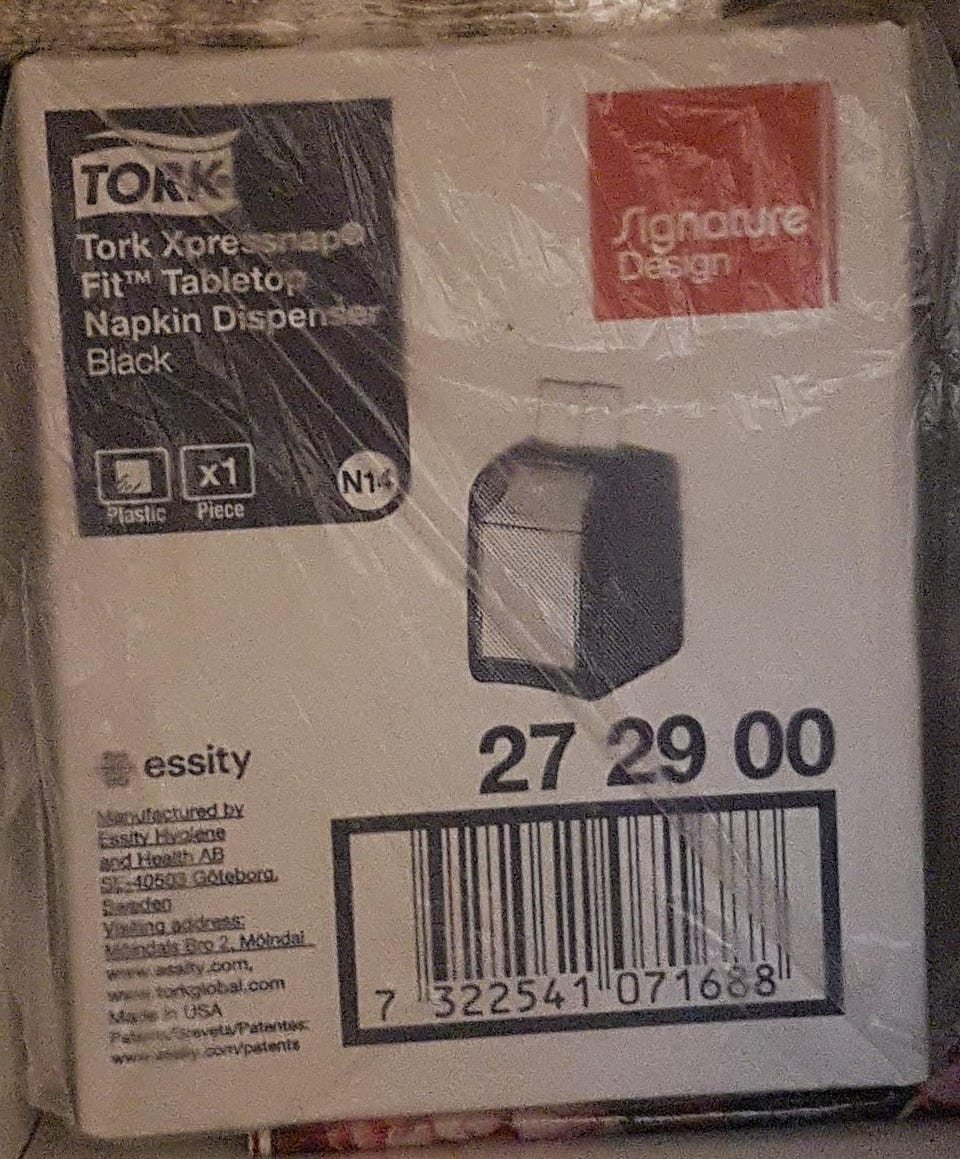 TORK
Tork Xpressnap®
Fit™ Tabletop
Napkin Dispenser
Black
x1
Plastic
Piece
N14
Signature
Design
27 29 00
essity
Manufactured by
Essity Hygiene
and Health AB
SE-40503 Göteborg,
Sweden
Visiting address:
Mölndals Bro 2, Mölndal
www.essity.com,
www.torkglobal.com
Made in USA
Patents/Brevets/Patentes:
www.essity.com/patents
7 322541 071688